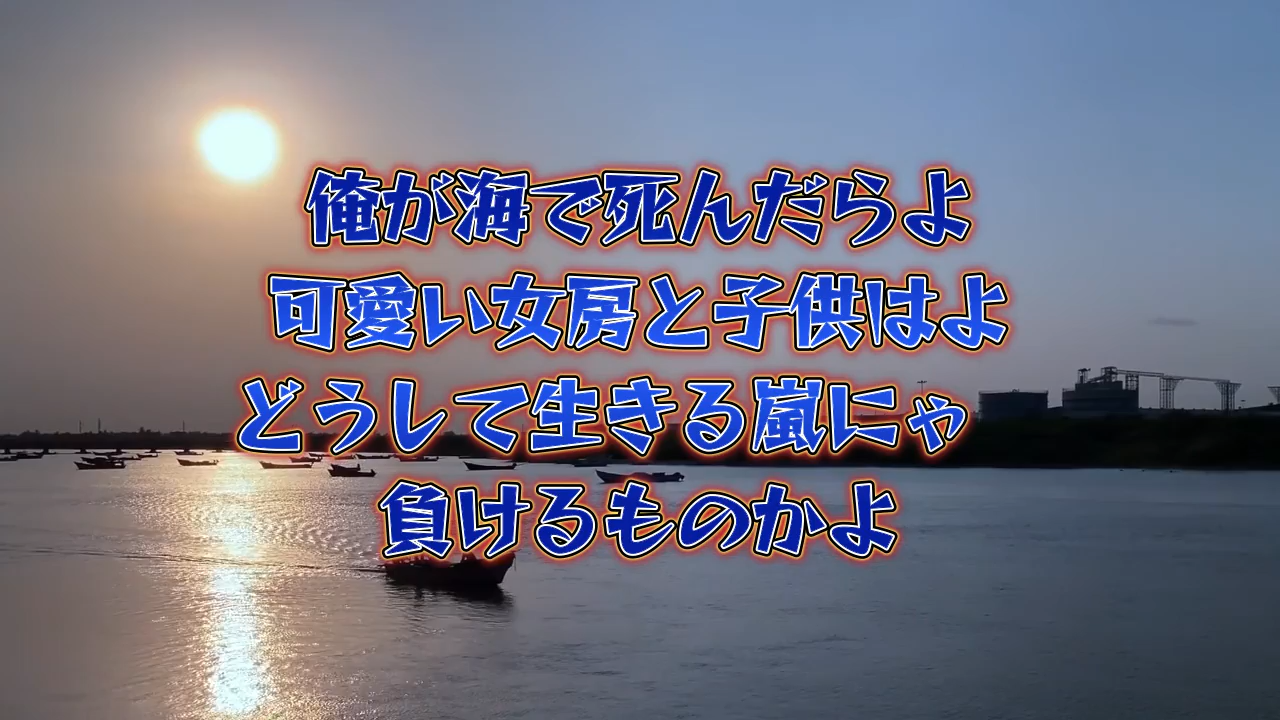 俺が海で死んだらよ
可愛い女房と子供はよ
どうして生きる嵐にゃ
負けるものかよ